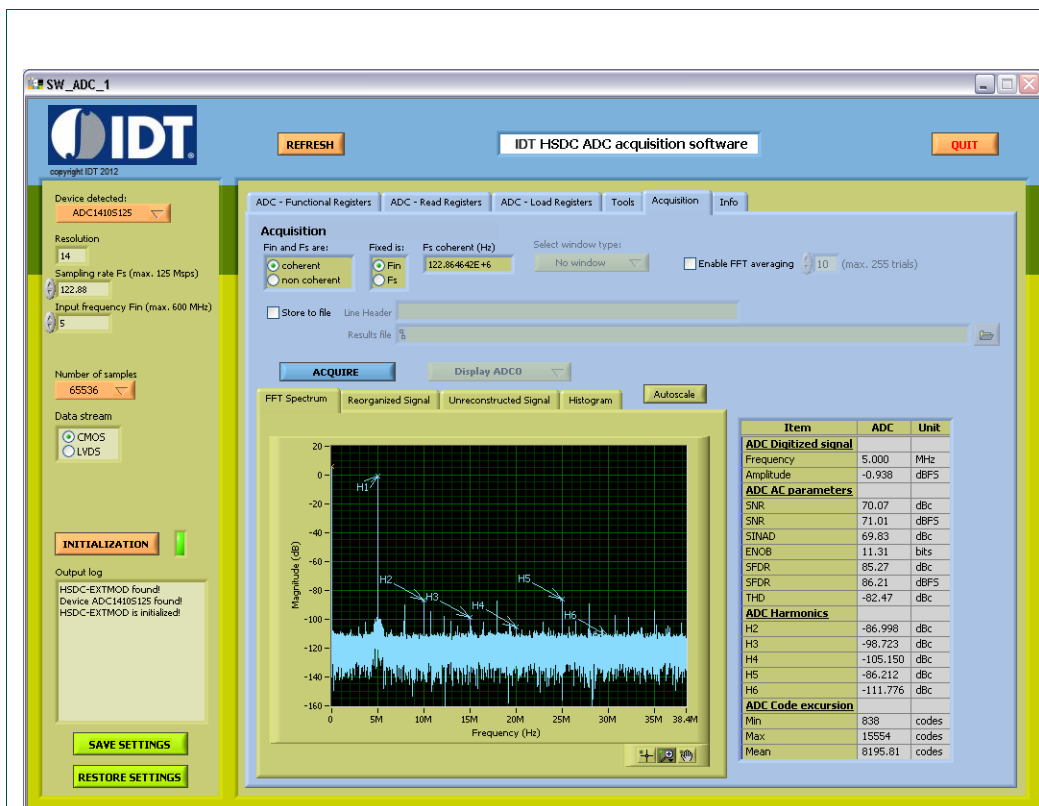 SW_ADC_1
IDT
copyright IDT 2012
REFRESH
IDT HSDC ADC acquisition software
QUIT
Device detected:
ADC1410S125
Resolution
14
Sampling rate Fs (max. 125 Msps)
122.88
Input frequency Fin (max. 600 MHz)
5
Number of samples
65536
Data stream
CMOS
LVDS
INITIALIZATION
Output log
HSDC-EXTMOD found!
Device ADC1410S125 found!
HSDC-EXTMOD is initialized!
SAVE SETTINGS
RESTORE SETTINGS
ADC - Functional Registers ADC - Read Registers ADC - Load Registers Tools Acquisition Info
Acquisition
Fin and Fs are: Fixed is: Fs coherent (Hz) Select window type:
coherent Fin 122.864642E+6 No window Enable FFT averaging 10 (max. 255 trials)
non coherent Fs
Store to file Line Header
Results file
ACQUIRE Display ADC0
FFT Spectrum Reorganized Signal Unreconstructed Signal Histogram Autoscale
Magnitude (dB)
20
0
-20
-40
-60
-80
-100
-120
-140
-160
H1
H2
H3
H4
H5
H6
0 5M 10M 15M 20M 25M 30M 35M 38.4M
Frequency (Hz)
Item ADC Unit
ADC Digitized signal
Frequency 5.000 MHz
Amplitude -0.938 dBFS
ADC AC parameters
SNR 70.07 dBc
SNR 71.01 dBFS
SINAD 69.83 dBc
ENOB 11.31 bits
SFDR 85.27 dBc
SFDR 86.21 dBFS
THD -82.47 dBc
ADC Harmonics
H2 -86.998 dBc
H3 -98.723 dBc
H4 -105.150 dBc
H5 -86.212 dBc
H6 -111.776 dBc
ADC Code excursion
Min 838 codes
Max 15554 codes
Mean 8195.81 codes